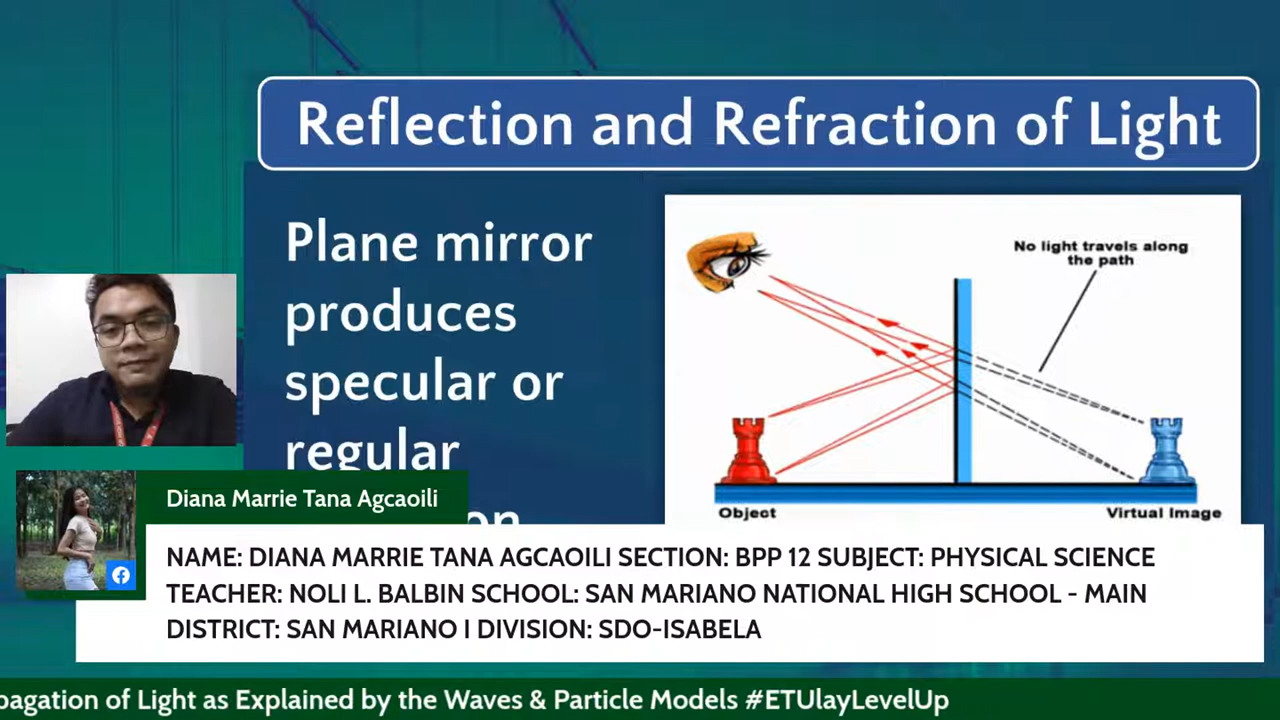 Reflection and Refraction of Light
Plane mirror
produces
specular or
regular
No light travels along
the path
Object
Virtual Image
Diana Marrie Tana Agcaoili
NAME: DIANA MARRIE TANA AGCAOILI SECTION: BPP 12 SUBJECT: PHYSICAL SCIENCE
TEACHER: NOLI L. BALBIN SCHOOL: SAN MARIANO NATIONAL HIGH SCHOOL - MAIN
DISTRICT: SAN MARIANO I DIVISION: SDO-ISABELA
of Light as Explained by the Waves & Particle Models #ETUlayLevelUp